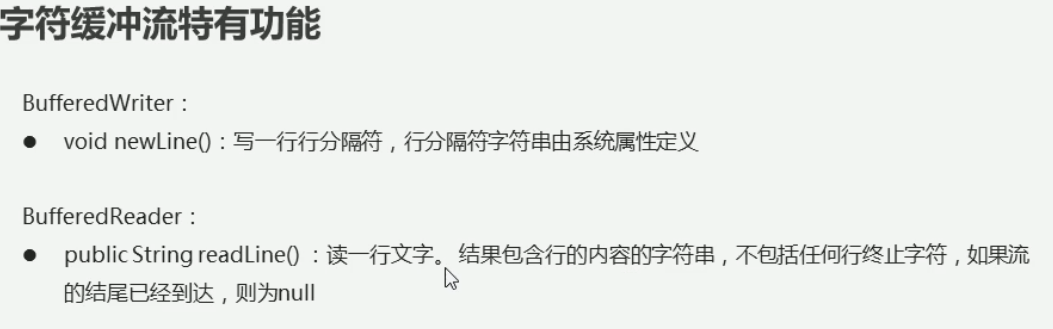 字符缓冲流特有功能
BufferedWriter：
● void newLine()：写一行行分隔符，行分隔符字符串由系统属性定义
BufferedReader：
● public String readLine() ：读一行文字。 结果包含行的内容的字符串，不包括任何行终止字符，如果流
的结尾已经到达，则为null